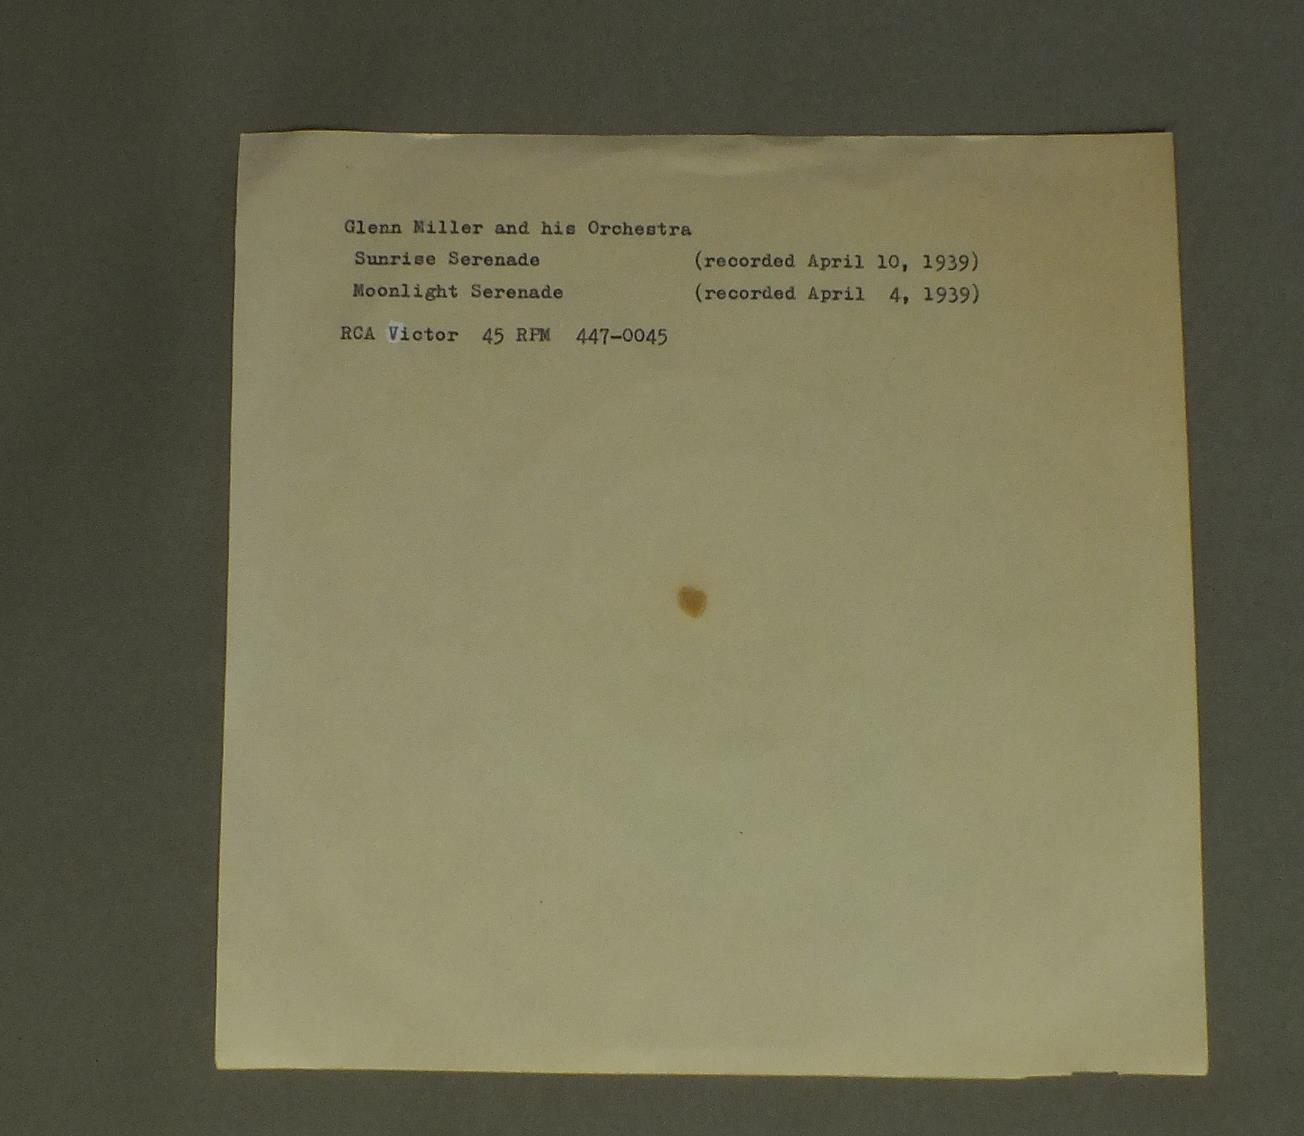 Glenn Miller and his Orchestra
Sunrise Serenade (recorded April 10, 1939)
Moonlight Serenade (recorded April 4, 1939)
RCA Victor 45 RPM 447-0045